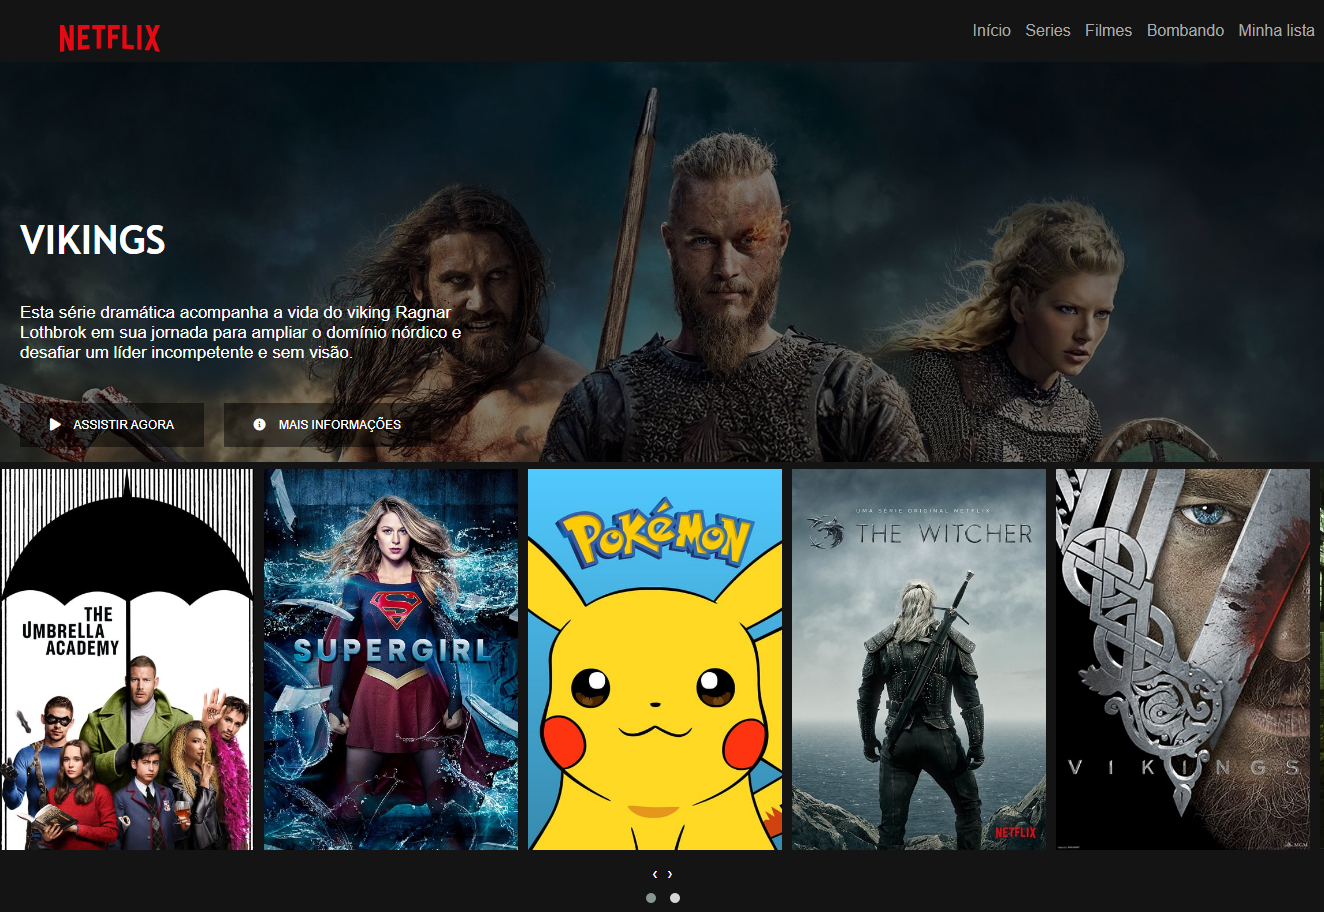 NETFLIX
Início Series Filmes Bombando Minha lista
VIKINGS
Esta série dramática acompanha a vida do viking Ragnar
Lothbrok em sua jornada para ampliar o domínio nórdico e
desafiar um líder incompetente e sem visão.
ASSISTIR AGORA
MAIS INFORMAÇÕES
THE
UMBRELLA
ACADEMY
SUPERGIRL
POKéMON
UMA SÉRIE ORIGINAL NETFLIX
THE WITCHER
NETFLIX
VIKINGS
MGM
‹ ›